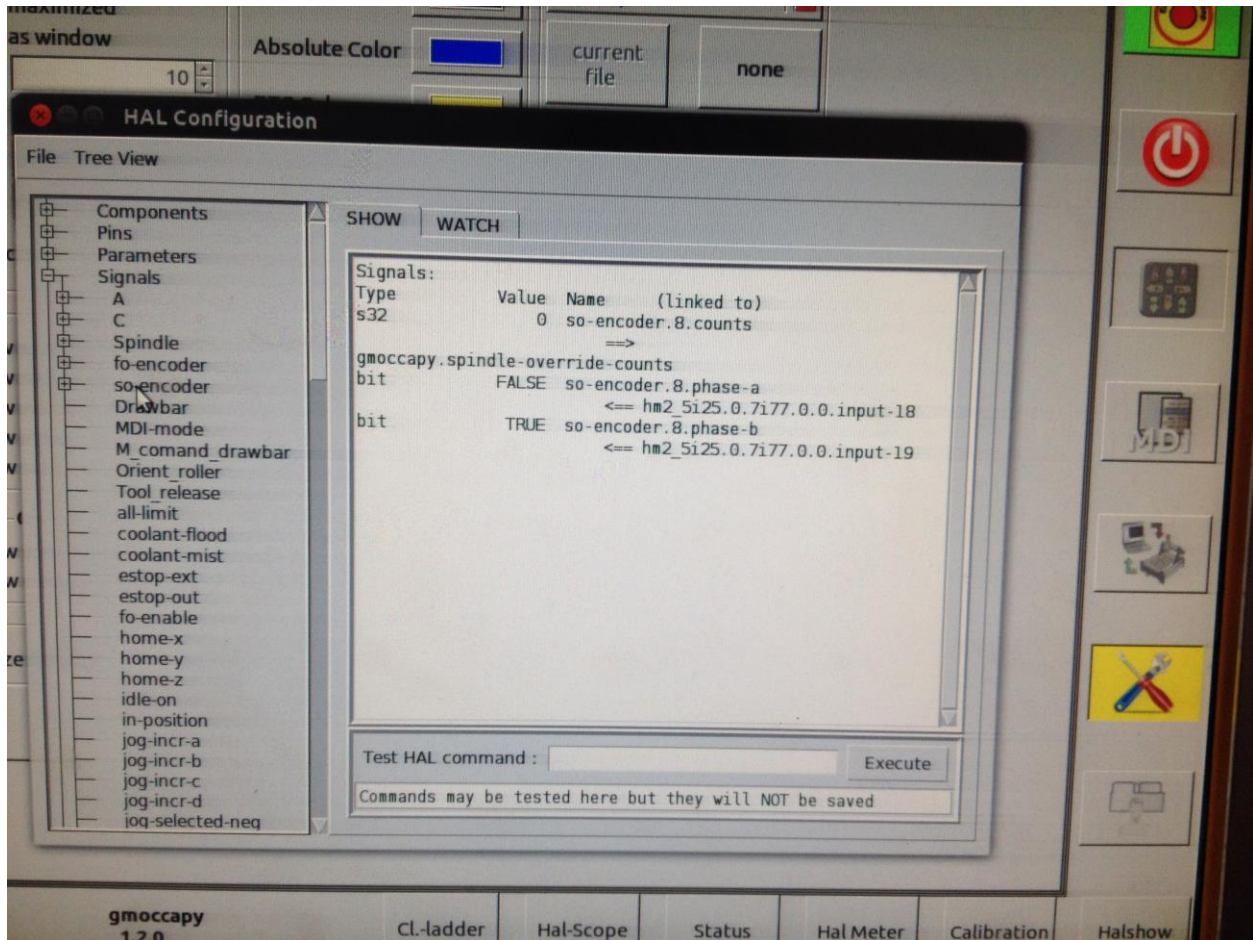 maximized
as window
Absolute Color
current
file
none
10
HAL Configuration
File Tree View
Components
Pins
Parameters
Signals
A
C
Spindle
fo-encoder
so-encoder
Drawbar
MDI-mode
M_comand_drawbar
Orient_roller
Tool_release
all-limit
coolant-flood
coolant-mist
estop-ext
estop-out
fo-enable
home-x
home-y
home-z
idle-on
in-position
jog-incr-a
jog-incr-b
jog-incr-c
jog-incr-d
jog-selected-neg
SHOW WATCH
Signals:
Type Value Name (linked to)
s32 0 so-encoder.8.counts
==>
gmoccapy.spindle-override-counts
bit FALSE so-encoder.8.phase-a
<== hm2_5i25.0.7i77.0.0.input-18
bit TRUE so-encoder.8.phase-b
<== hm2_5i25.0.7i77.0.0.input-19
Test HAL command :
Execute
Commands may be tested here but they will NOT be saved
MDI
gmoccapy
1.2.0
Cl.-ladder
Hal-Scope
Status
Hal Meter
Calibration
Halshow